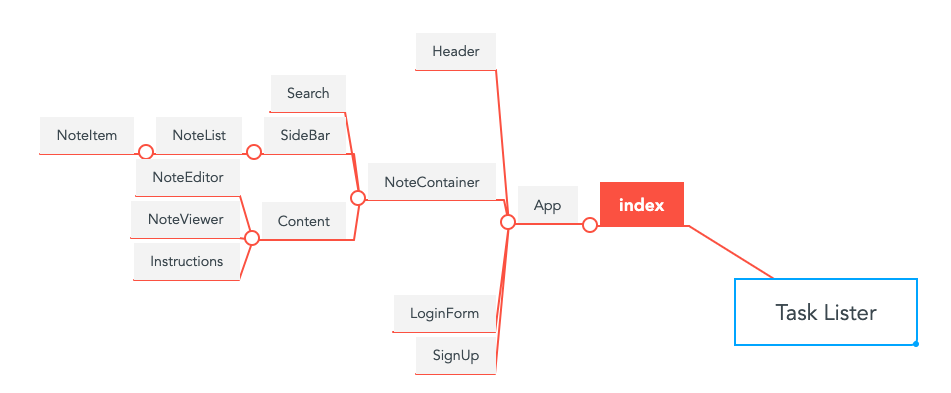 Header
Search
NoteItem
NoteList
SideBar
NoteEditor
NoteContainer
NoteViewer
Content
App
index
Instructions
LoginForm
Task Lister
SignUp